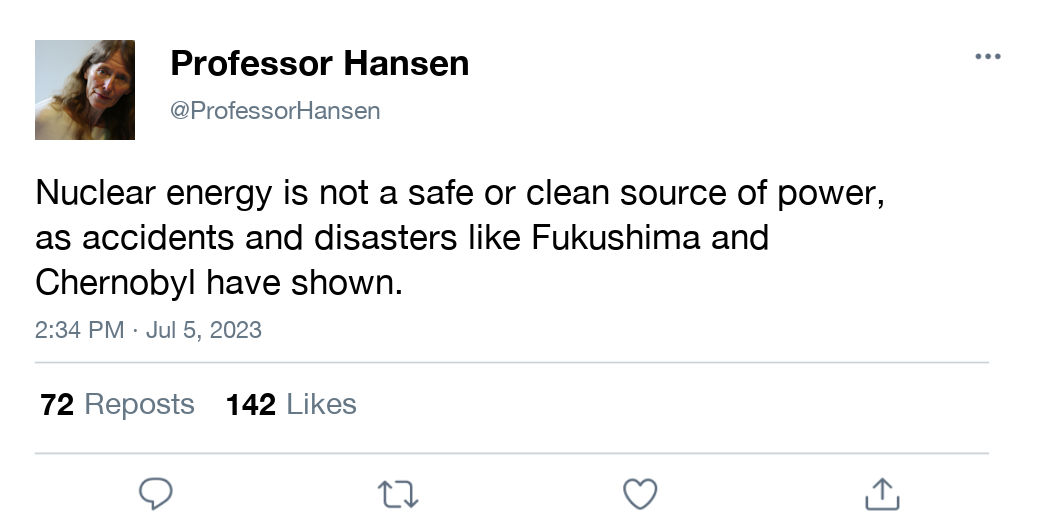 Professor Hansen
@ProfessorHansen
Nuclear energy is not a safe or clean source of power,
as accidents and disasters like Fukushima and
Chernobyl have shown.
2:34 PM · Jul 5, 2023
72 Reposts 142 Likes